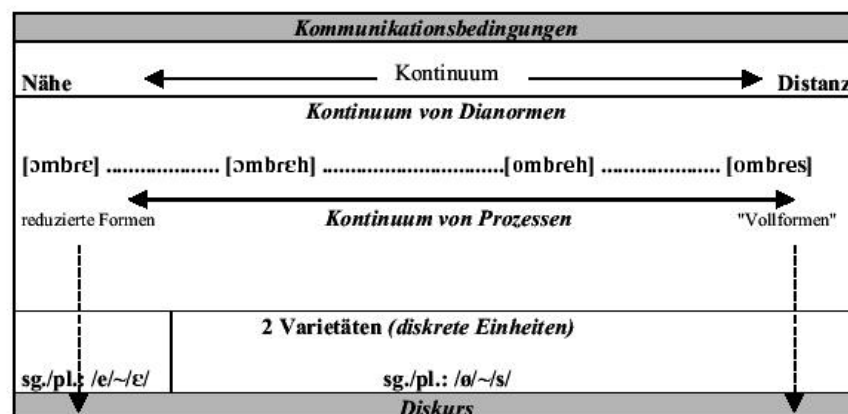 Kommunikationsbedingungen
Nähe Kontinuum Distanz
Kontinuum von Dianormen
[ɔmbrɛ] .................... [ɔmbrɛh] ................................[ombreh] ..................... [ombres]
reduzierte Formen Kontinuum von Prozessen "Vollformen"
2 Varietäten (diskrete Einheiten)
sg./pl.: /e/~/ɛ/ sg./pl.: /ø/~/s/
Diskurs